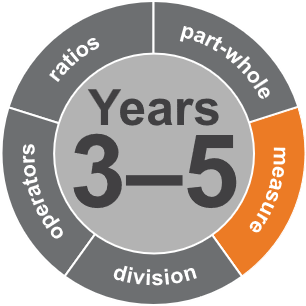 Years
3–5
part-whole
measure
division
operators
ratios